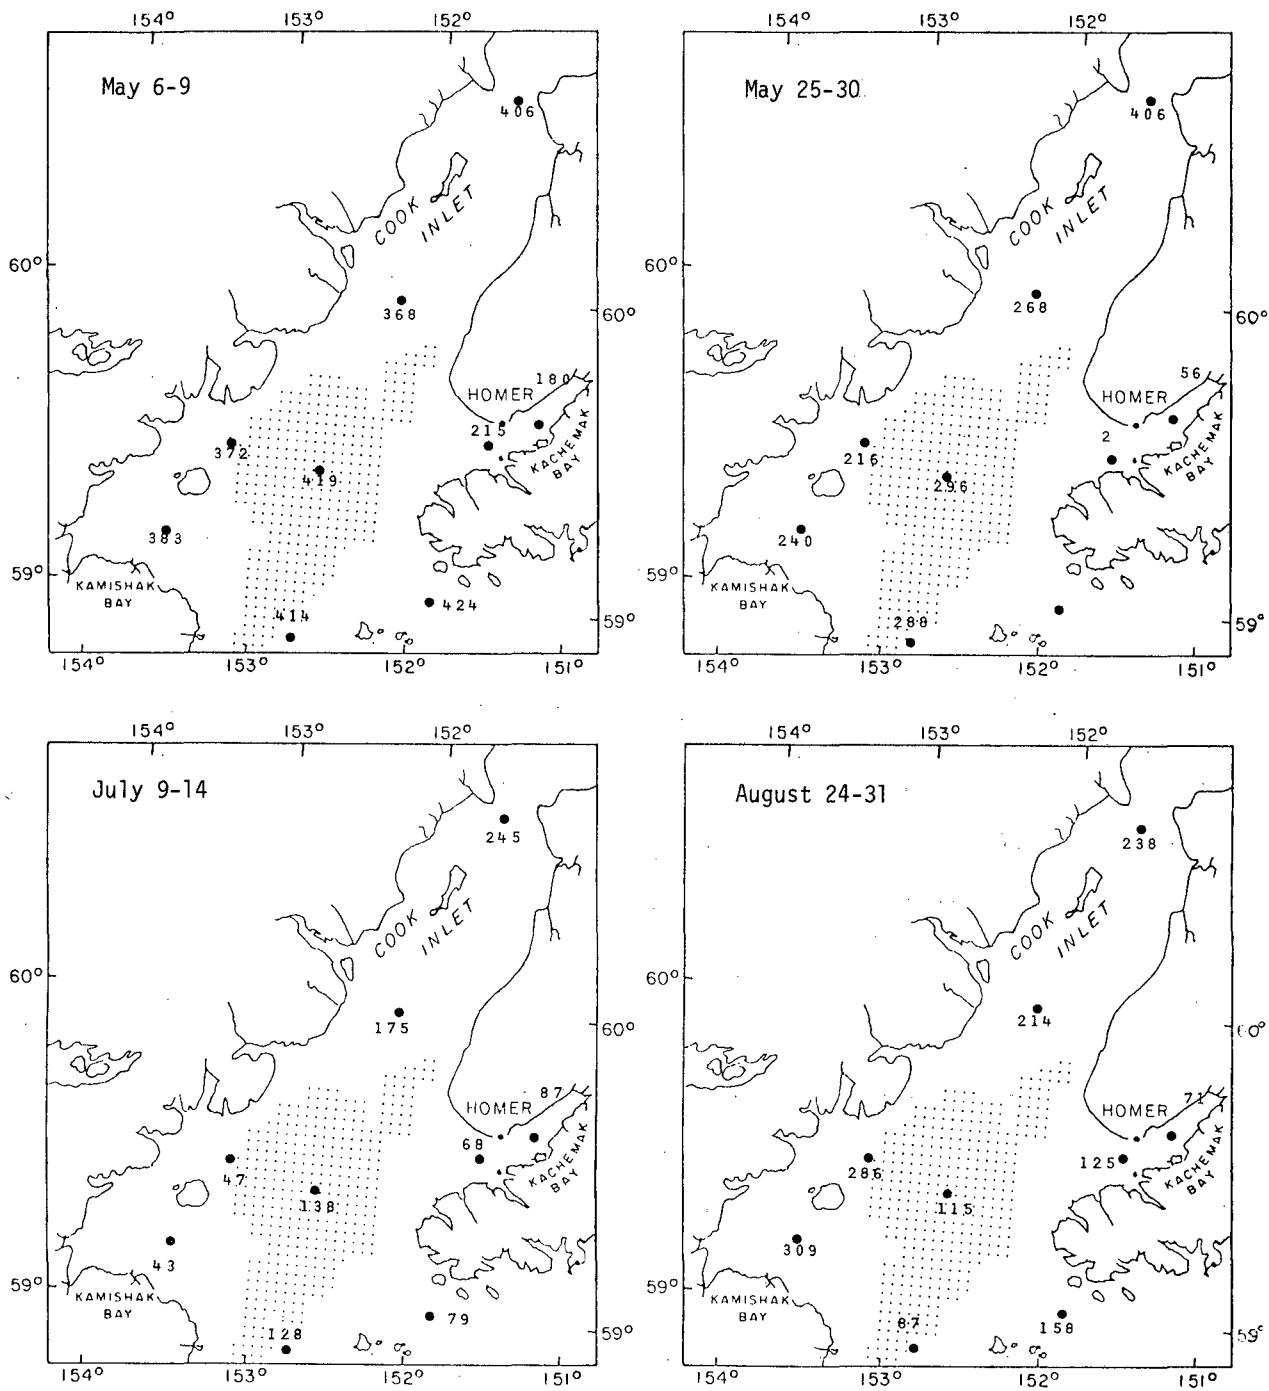 154° 153° 152°
May 6-9
406
COOK INLET
60°
368
60°
180
HOMER
215
372
KACHEMAK BAY
419
383
59°
KAMISHAK BAY
414
424
59°
154° 153° 152° 151°
154° 153° 152°
May 25-30
406
COOK INLET
60°
268
60°
56
HOMER
2
216
KACHEMAK BAY
296
240
59°
KAMISHAK BAY
288
59°
154° 153° 152° 151°
154° 153° 152°
July 9-14
245
COOK INLET
60°
175
60°
87
HOMER
68
47
KACHEMAK BAY
138
43
59°
KAMISHAK BAY
128
79
59°
154° 153° 152° 151°
154° 153° 152°
August 24-31
238
COOK INLET
60°
214
60°
71
HOMER
125
286
KACHEMAK BAY
115
309
59°
KAMISHAK BAY
158
59°
154° 153° 152° 151°